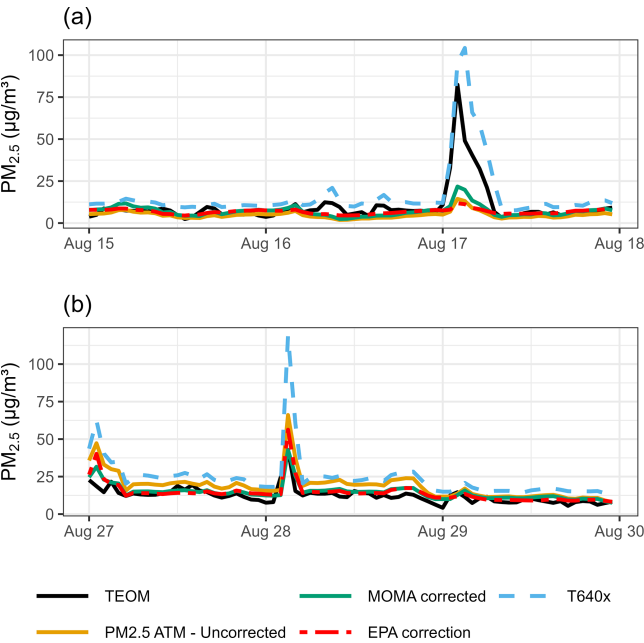 (a)
PM2.5 (µg/m³)
100
75
50
25
0
Aug 15 Aug 16 Aug 17 Aug 18
(b)
PM2.5 (µg/m³)
100
75
50
25
0
Aug 27 Aug 28 Aug 29 Aug 30
TEOM MOMA corrected T640x
PM2.5 ATM - Uncorrected EPA correction